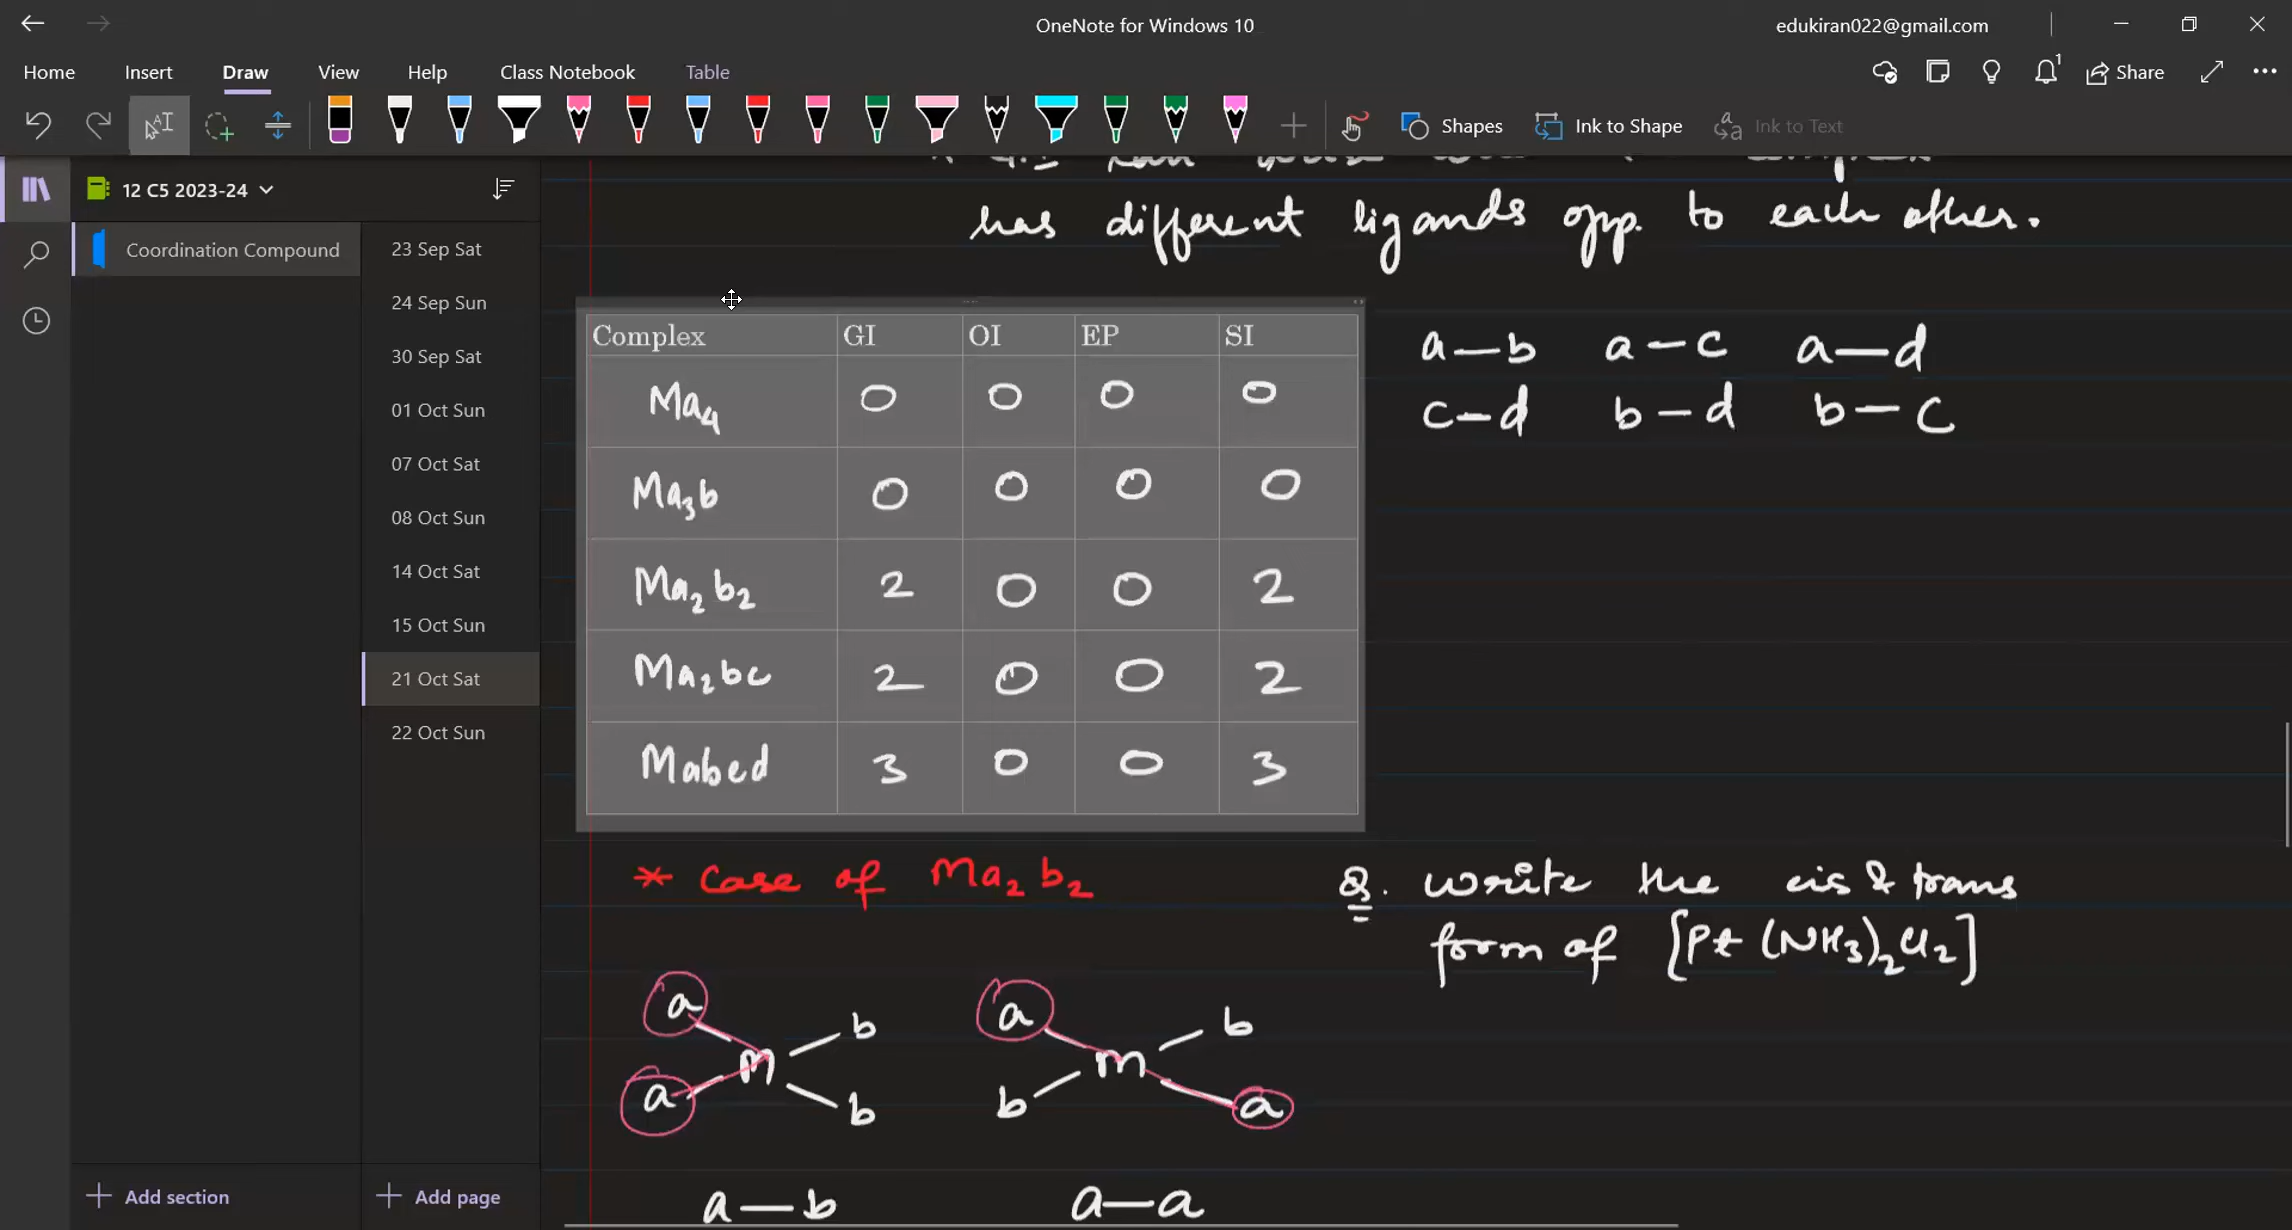 OneNote for Windows 10
edukiran022@gmail.com
Home Insert Draw View Help Class Notebook Table
Share
Shapes Ink to Shape Ink to Text
12 C5 2023-24
Coordination Compound
23 Sep Sat
24 Sep Sun
30 Sep Sat
01 Oct Sun
07 Oct Sat
08 Oct Sun
14 Oct Sat
15 Oct Sun
21 Oct Sat
22 Oct Sun
Add section
Add page
has different ligands opp. to each other.
Complex GI OI EP SI
Ma4 0 0 0 0
Ma3b 0 0 0 0
Ma2b2 2 0 0 2
Ma2bc 2 0 0 2
Mabcd 3 0 0 3
a—b a—c a—d
c—d b—d b—c
* Case of Ma2b2
Q. Write the cis & trans
form of [Pt(NH3)2Cl2]
a b a b
M M
a b b a
a—b a—a